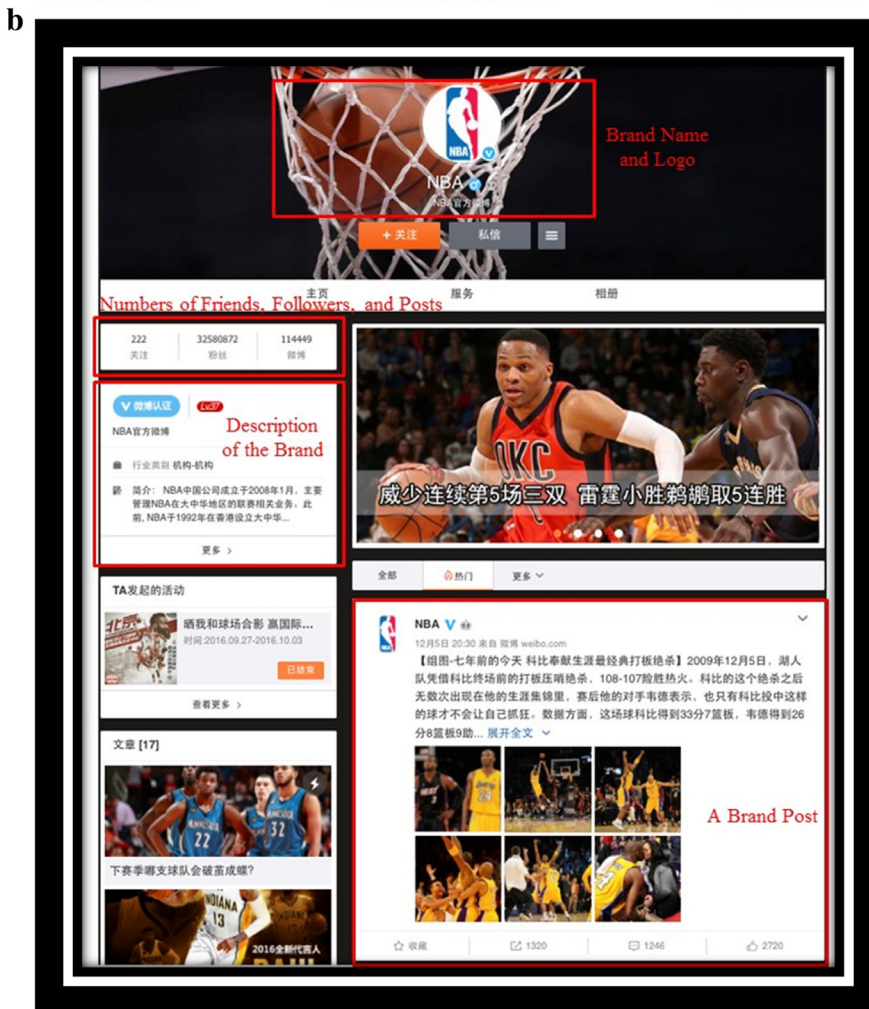 b
NBA
Brand Name
and Logo
NBA
NBA官方微博
+ 关注
私信
主页
服务
相册
Numbers of Friends, Followers, and Posts
222
32580872
114449
关注
粉丝
微博
OKC
威少连续第5场三双 雷霆小胜鹈鹕取5连胜
V 微博认证
Lv37
NBA官方微博
Description
of the Brand
行业类别 机构-机构
简介: NBA中国公司成立于2008年1月，主要
管理NBA在大中华地区的联赛相关业务。此
前, NBA于1992年在香港设立大中华...
更多 >
全部
热门
更多
TA发起的活动
北京
晒我和球场合影 赢国际...
时间:2016.09.27-2016.10.03
已结束
查看更多 >
文章 [17]
MINNESOTA
22
32
下赛季哪支球队会破茧成蝶?
INDIANA
13
2016全新代言人
NBA V
12月5日 20:30 来自 微博 weibo.com
【组图-七年前的今天 科比奉献生涯最经典打板绝杀】2009年12月5日，湖人
队凭借科比终场前的打板压哨绝杀，108-107险胜热火。科比的这个绝杀之后
无数次出现在他的生涯集锦里，赛后他的对手韦德表示，也只有科比投中这样
的球才不会让自己抓狂。数据方面，这场球科比得到33分7篮板，韦德得到26
分8篮板9助... 展开全文
24
A Brand Post
收藏
1320
1246
2720